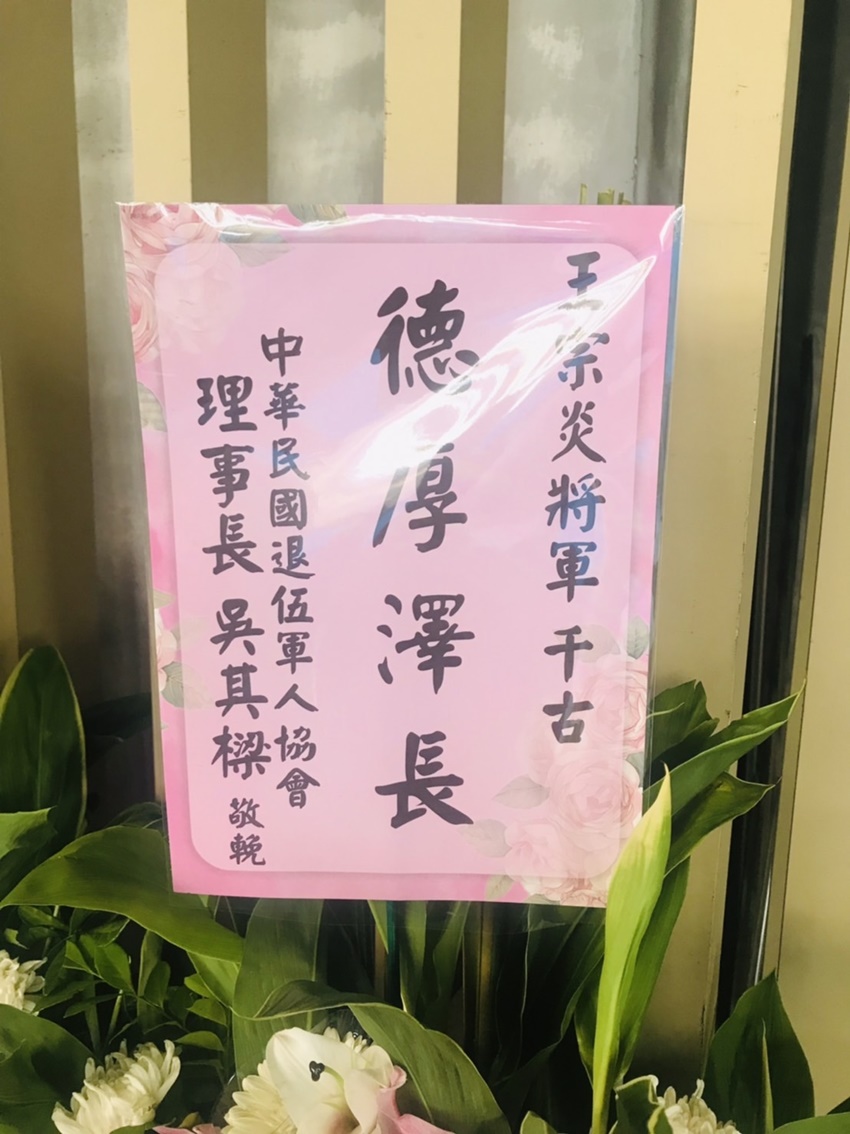 王宗炎將軍 千古
德厚澤長
中華民國退伍軍人協會
理事長 吳其樑 敬輓